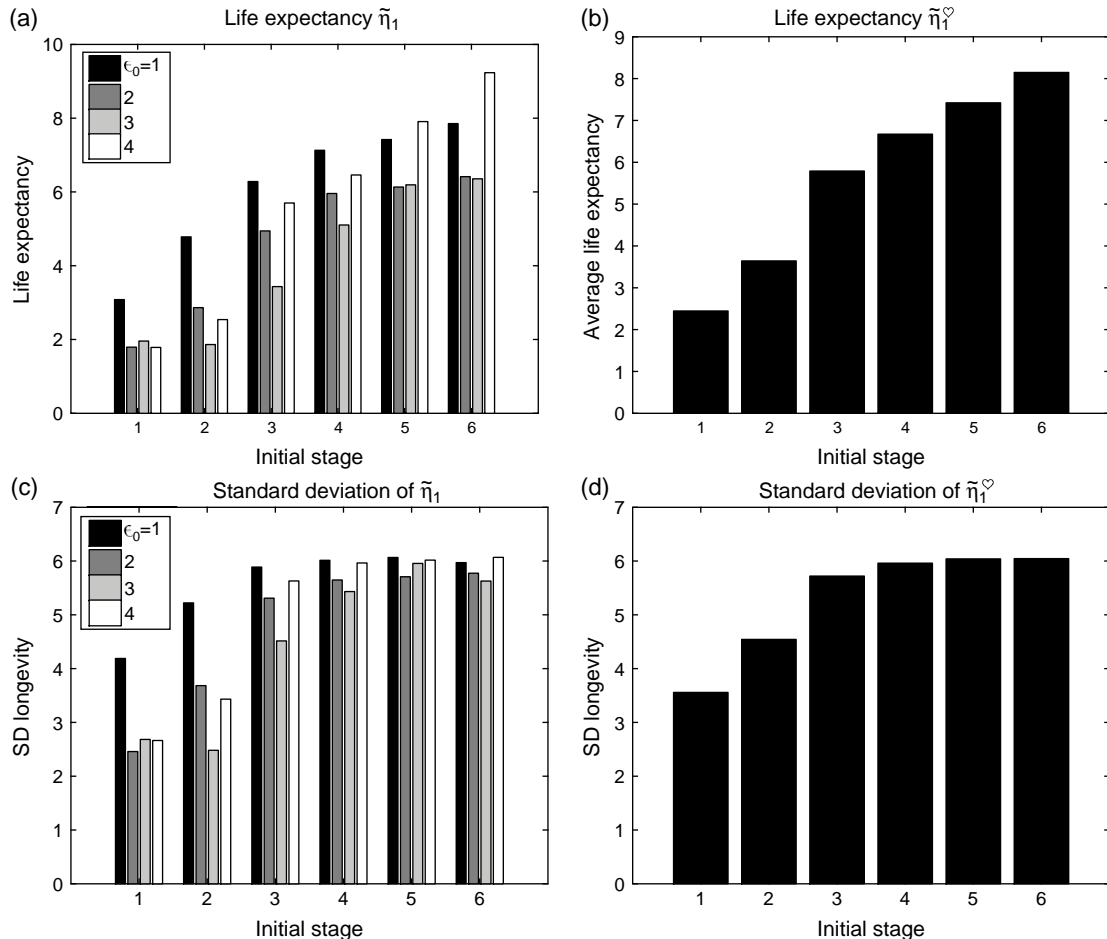 (a)
Life expectancy η̃₁
10
8
6
4
2
0
Life expectancy
ϵ₀=1
2
3
4
1 2 3 4 5 6
Initial stage
(b)
Life expectancy η̃₁♡
9
8
7
6
5
4
3
2
1
0
Average life expectancy
1 2 3 4 5 6
Initial stage
(c)
Standard deviation of η̃₁
7
6
5
4
3
2
1
0
SD longevity
ϵ₀=1
2
3
4
1 2 3 4 5 6
Initial stage
(d)
Standard deviation of η̃₁♡
7
6
5
4
3
2
1
0
SD longevity
1 2 3 4 5 6
Initial stage